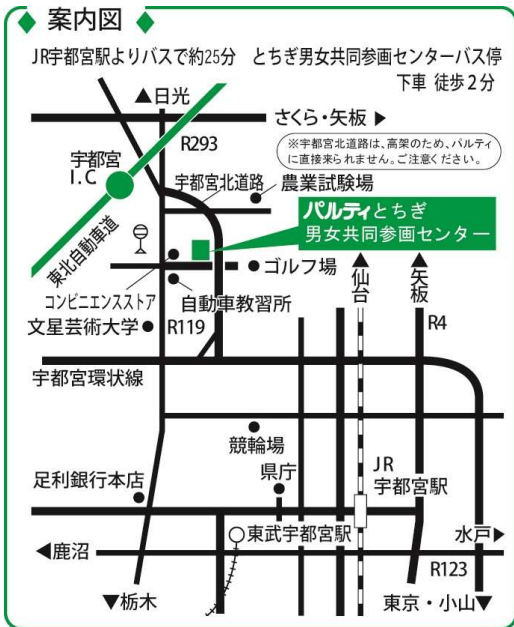 ◆ 案内図 ◆
JR宇都宮駅よりバスで約25分 とちぎ男女共同参画センターバス停
下車 徒歩2分
▲日光
さくら・矢板▶
R293
※宇都宮北道路は、高架のため、パルティ
に直接来られません。ご注意ください。
宇都宮
I.C
宇都宮北道路
農業試験場
パルティとちぎ
男女共同参画センター
東北自動車道
ゴルフ場
▲仙台
▲矢板
コンビニエンスストア
自動車教習所
文星芸術大学
R119
R4
宇都宮環状線
競輪場
足利銀行本店
県庁
JR
宇都宮駅
東武宇都宮駅
水戸▶
◀鹿沼
R123
▼栃木
東京・小山▼